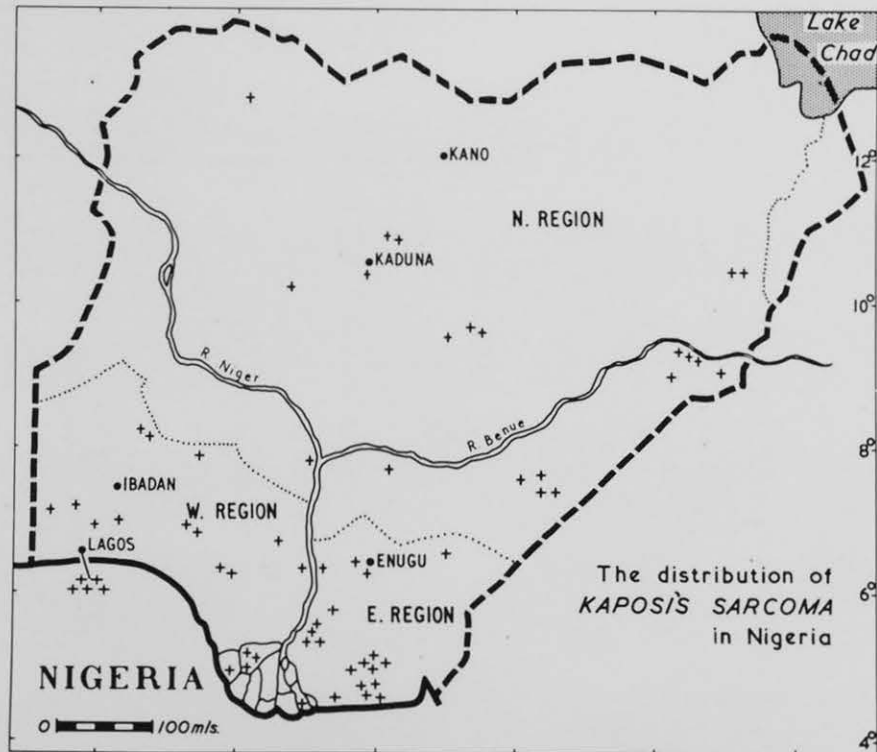 Lake
Chad
KANO
12°
N. REGION
KADUNA
10°
R. Niger
R. Benue
8°
IBADAN
W. REGION
LAGOS
ENUGU
The distribution of
KAPOSI'S SARCOMA
in Nigeria
6°
E. REGION
NIGERIA
0 100 m/s.
4°